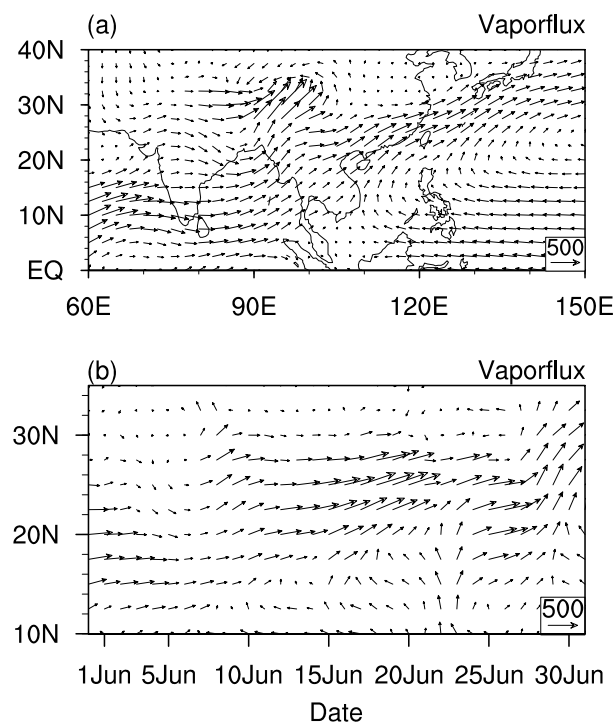 (a) Vaporflux
40N
30N
20N
10N
EQ
500
60E 90E 120E 150E
(b) Vaporflux
30N
20N
10N
500
1Jun 5Jun 10Jun 15Jun 20Jun 25Jun 30Jun
Date